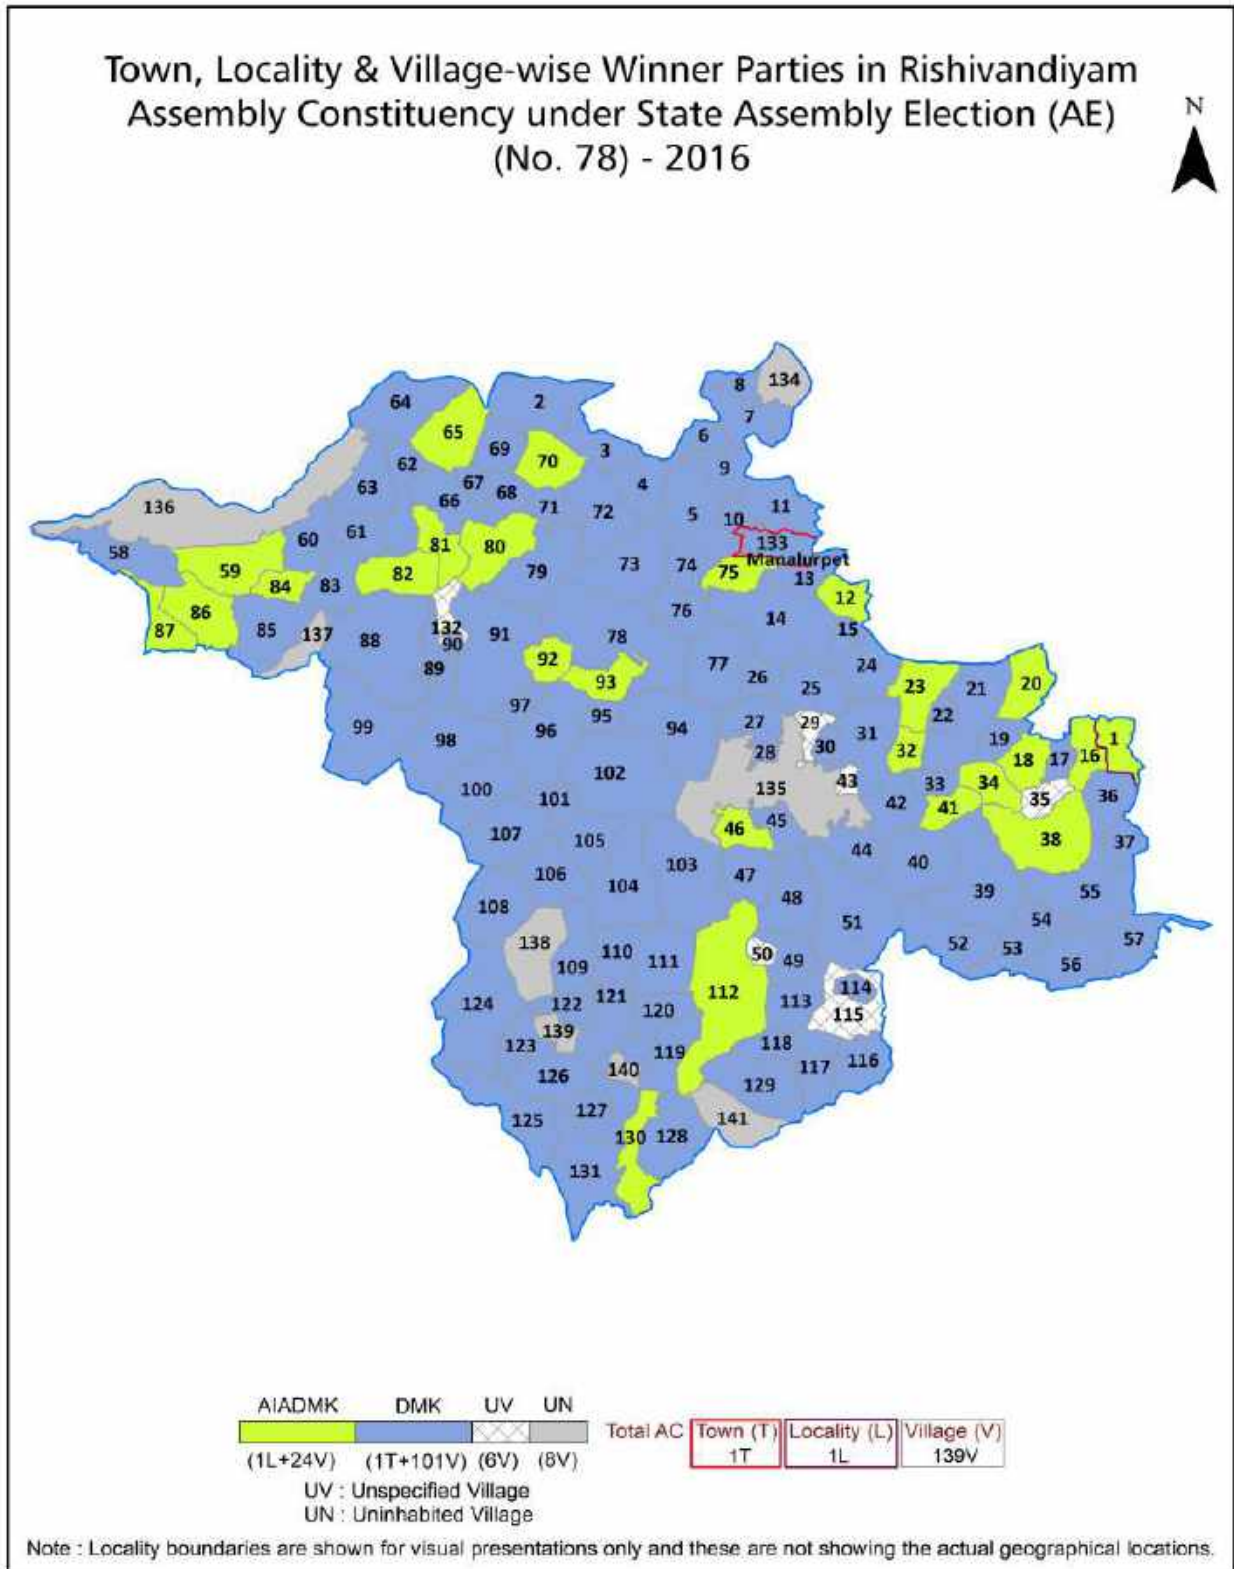 Town, Locality & Village-wise Winner Parties in Rishivandiyam
Assembly Constituency under State Assembly Election (AE)
(No. 78) - 2016
N
8 134
64 2 7
65 6
69 3
62 70 9
67 4
63 66 68
136 71 72 5 10 11
60 61 81 80 133
58 Manalurpet
59 82 79 73 74 75 13
84 83
86 76 12
87 85 137 88 132 91 78 14 15
90
92 77 24
89 93 26 25 23 21 20
97 95 27 29 22
99 98 96 94 28 30 31 19 1
32 18 17 16
102 135 43 33 34
100 101 42 41 35 36
107 105 46 45 38 37
106 103 47 44 40
104 48 39 55
108 51 54
138 110 50 52 53 57
109 111 49 56
124 122 121 112 113 114
120 115
139
123 119 118
126 140 117 116
129
125 127 141
130 128
131
AIADMK DMK UV UN
(1L+24V) (1T+101V) (6V) (8V)
Total AC Town (T) Locality (L) Village (V)
1T 1L 139V
UV : Unspecified Village
UN : Uninhabited Village
Note : Locality boundaries are shown for visual presentations only and these are not showing the actual geographical locations.